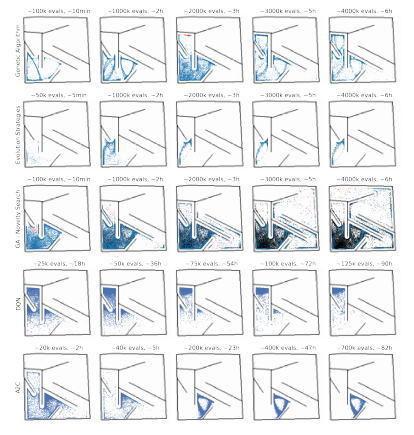 ~100k evals, ~10min ~1000k evals, ~2h ~2000k evals, ~3h ~3000k evals, ~5h ~4000k evals, ~6h
Genetic Algorithm
~50k evals, ~5min ~1000k evals, ~2h ~2000k evals, ~3h ~3000k evals, ~5h ~4000k evals, ~6h
Evolution Strategies
~100k evals, ~10min ~1000k evals, ~2h ~2000k evals, ~3h ~3000k evals, ~5h ~4000k evals, ~6h
GA - Novelty Search
~25k evals, ~18h ~50k evals, ~36h ~75k evals, ~54h ~100k evals, ~72h ~125k evals, ~90h
DQN
~20k evals, ~2h ~40k evals, ~5h ~200k evals, ~23h ~400k evals, ~47h ~700k evals, ~82h
A2C